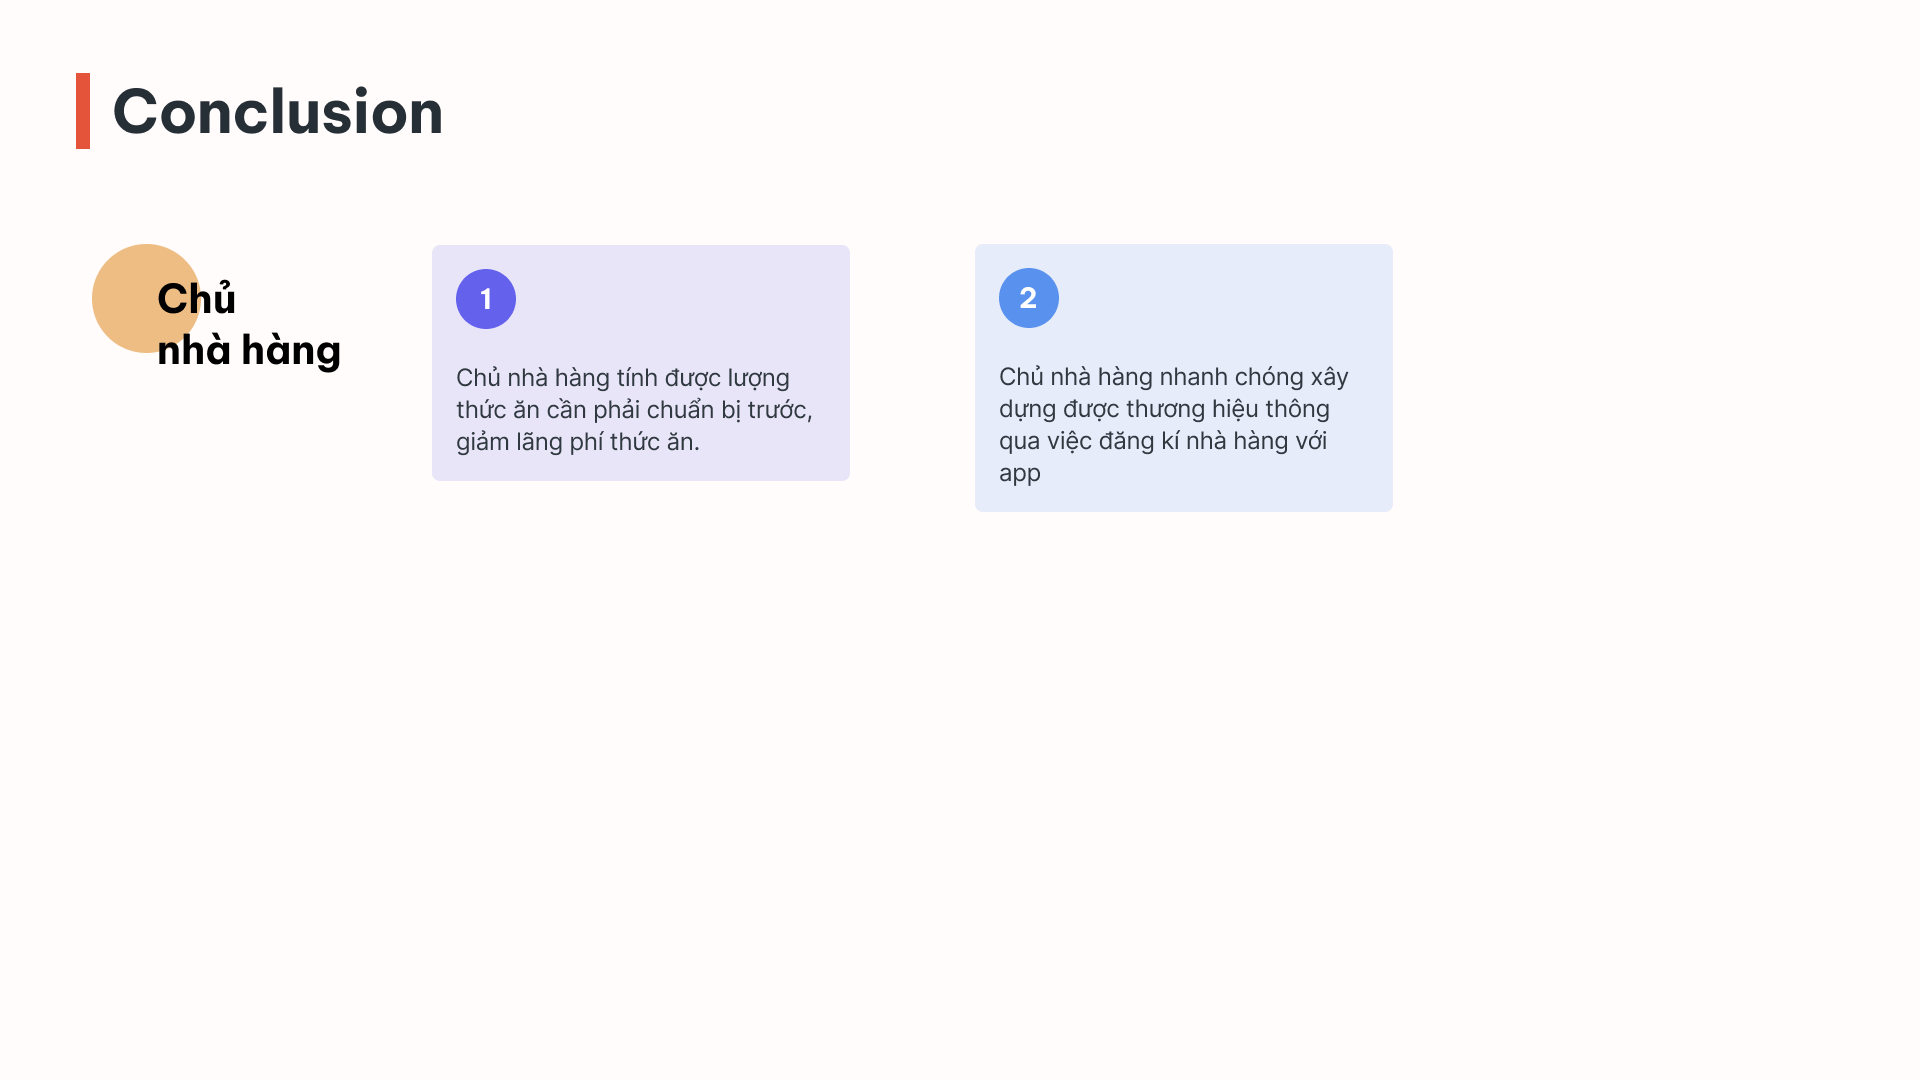 Conclusion
Chủ
nhà hàng
1
Chủ nhà hàng tính được lượng
thức ăn cần phải chuẩn bị trước,
giảm lãng phí thức ăn.
2
Chủ nhà hàng nhanh chóng xây
dựng được thương hiệu thông
qua việc đăng kí nhà hàng với
app